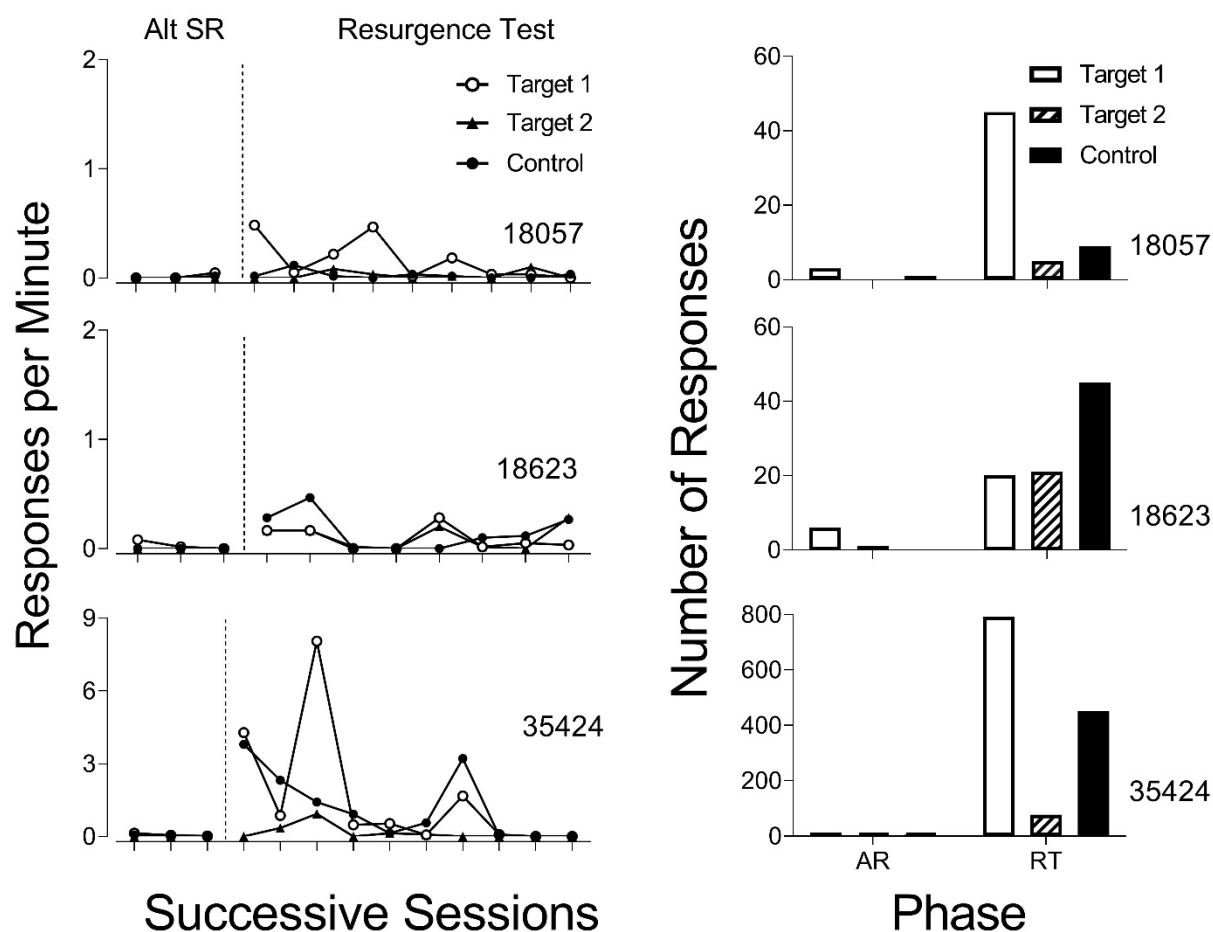 Alt SR
Resurgence Test
2
1
0
Target 1
Target 2
Control
18057
2
1
0
18623
9
6
3
0
35424
Responses per Minute
Successive Sessions
60
40
20
0
Target 1
Target 2
Control
18057
60
40
20
0
18623
800
600
400
200
0
35424
AR
RT
Number of Responses
Phase